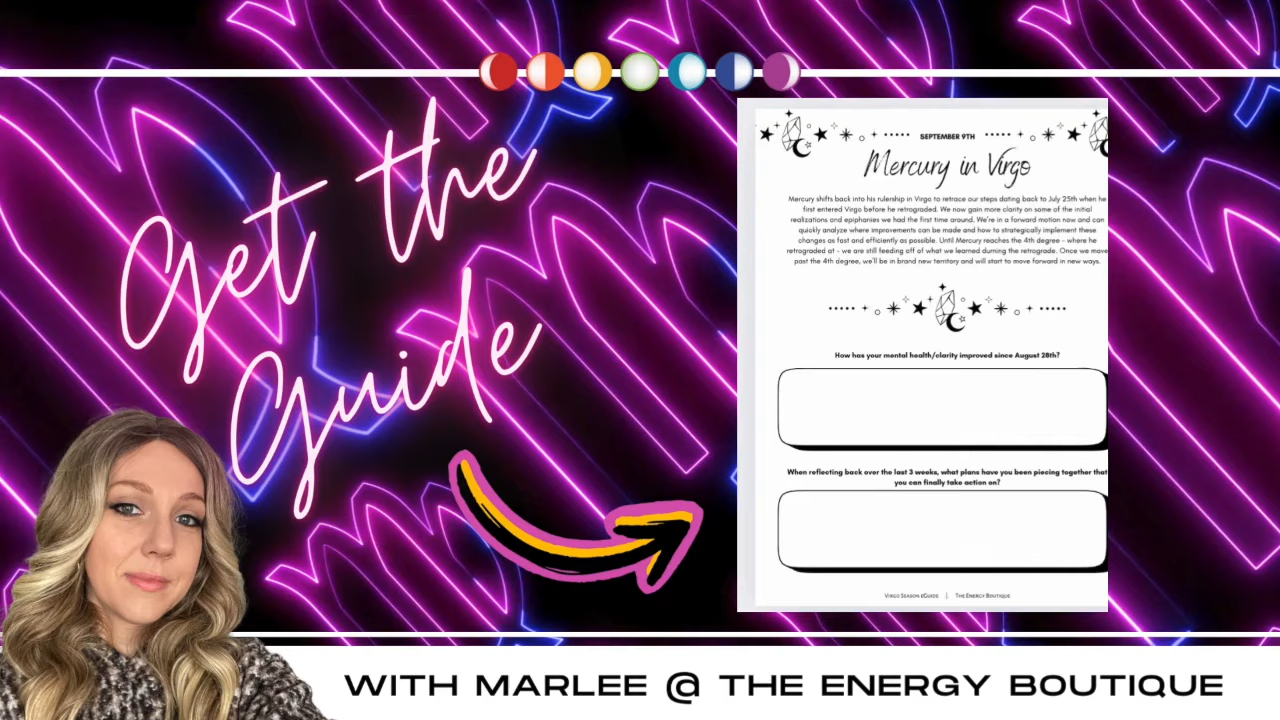 Get the
Guide
SEPTEMBER 9TH
Mercury in Virgo
Mercury shifts back into his rulership in Virgo to retrace our steps dating back to July 25th when he
first entered Virgo before he retrograded. We now gain more clarity on some of the initial
realizations and epiphanies we had the first time around. We're in a forward motion now and can
quickly analyze where improvements can be made and how to strategically implement these
changes as fast and efficiently as possible. Until Mercury reaches the 4th degree - where he
retrograded at - we are still feeding off of what we learned durning the retrograde. Once we move
past the 4th degree, we'll be in brand new territory and will start to move forward in new ways.
How has your mental health/clarity improved since August 28th?
When reflecting back over the last 3 weeks, what plans have you been piecing together that
you can finally take action on?
Virgo Season eGuide | The Energy Boutique
WITH MARLEE @ THE ENERGY BOUTIQUE